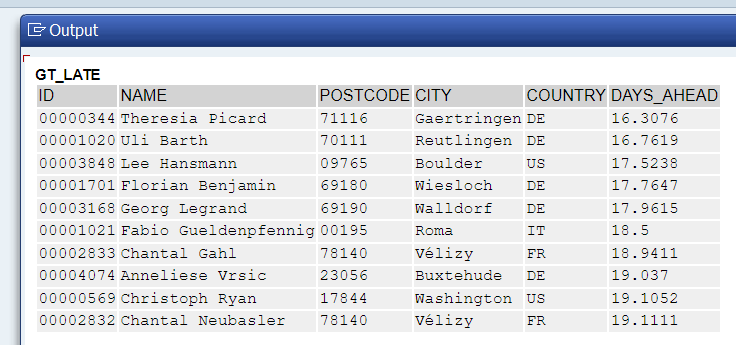 Output
GT_LATE
ID NAME POSTCODE CITY COUNTRY DAYS_AHEAD
00000344 Theresia Picard 71116 Gaertringen DE 16.3076
00001020 Uli Barth 70111 Reutlingen DE 16.7619
00003848 Lee Hansmann 09765 Boulder US 17.5238
00001701 Florian Benjamin 69180 Wiesloch DE 17.7647
00003168 Georg Legrand 69190 Walldorf DE 17.9615
00001021 Fabio Gueldenpfennig 00195 Roma IT 18.5
00002833 Chantal Gahl 78140 Vélizy FR 18.9411
00004074 Anneliese Vrsic 23056 Buxtehude DE 19.037
00000569 Christoph Ryan 17844 Washington US 19.1052
00002832 Chantal Neubasler 78140 Vélizy FR 19.1111